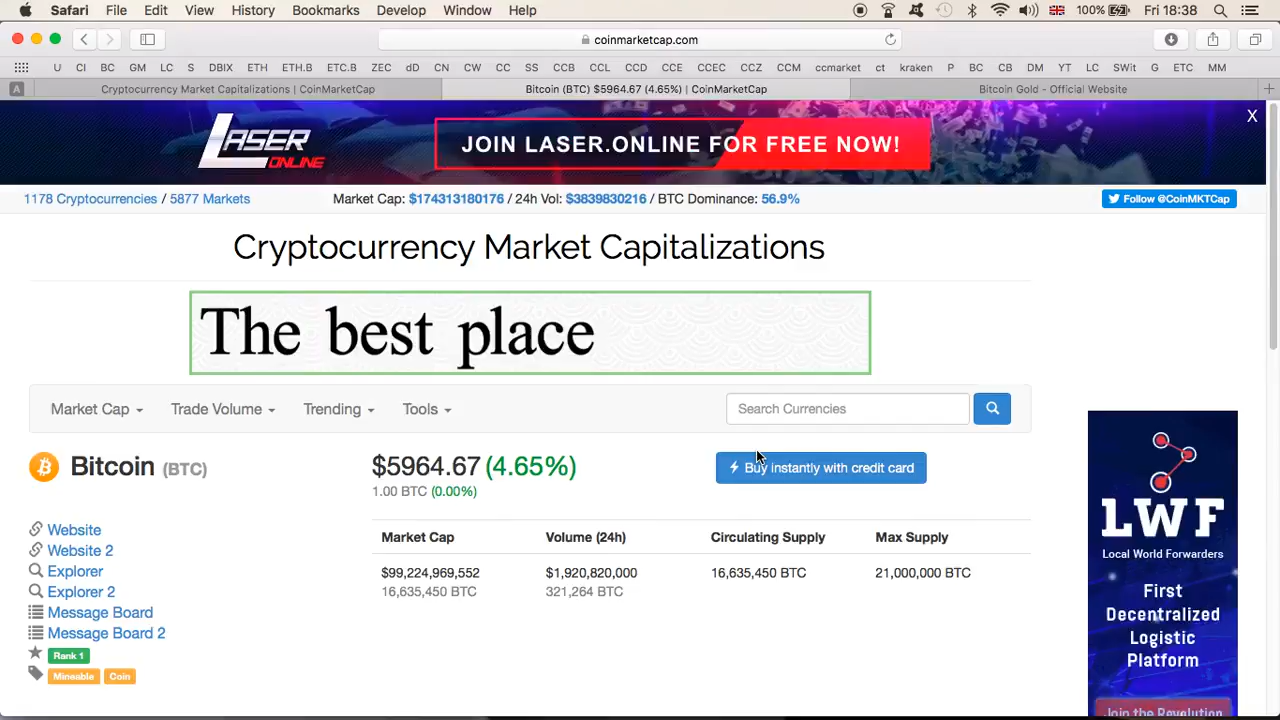 Safari File Edit View History Bookmarks Develop Window Help 100% Fri 18:38
coinmarketcap.com
U CI BC GM LC S DBIX ETH ETH.B ETC.B ZEC dD CN CW CC SS CCB CCL CCD CCE CCEC CCZ CCM ccmarket ct kraken P BC CB DM YT LC SWit G ETC MM
A Cryptocurrency Market Capitalizations | CoinMarketCap Bitcoin (BTC) $5964.67 (4.65%) | CoinMarketCap Bitcoin Gold - Official Website
LASER ONLINE JOIN LASER.ONLINE FOR FREE NOW! X
1178 Cryptocurrencies / 5877 Markets Market Cap: $174313180176 / 24h Vol: $3839830216 / BTC Dominance: 56.9% Follow @CoinMKTCap
Cryptocurrency Market Capitalizations
The best place
Market Cap Trade Volume Trending Tools Search Currencies
Bitcoin (BTC) $5964.67 (4.65%) Buy instantly with credit card
1.00 BTC (0.00%)
Website
Website 2
Explorer
Explorer 2
Message Board
Message Board 2
Rank 1
Mineable Coin
Market Cap Volume (24h) Circulating Supply Max Supply
$99,224,969,552 $1,920,820,000 16,635,450 BTC 21,000,000 BTC
16,635,450 BTC 321,264 BTC
LWF
Local World Forwarders
First
Decentralized
Logistic
Platform
Join the Revolution